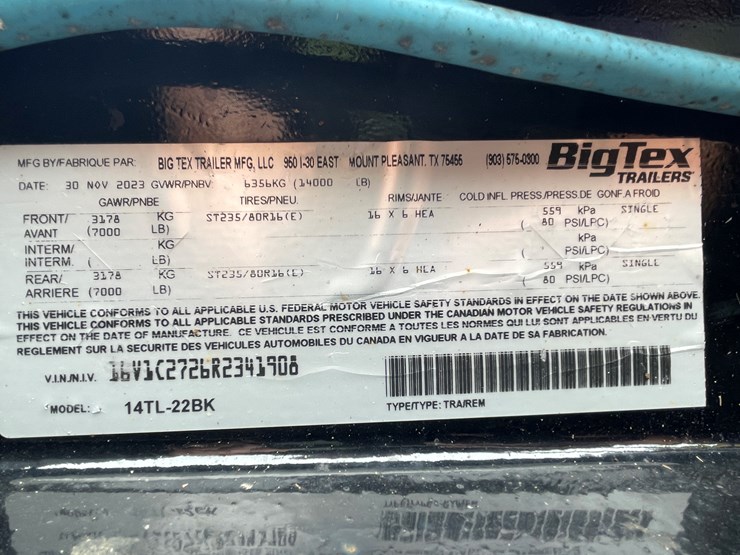 MFG BY/FABRIQUE PAR: BIG TEX TRAILER MFG, LLC 950 I-30 EAST MOUNT PLEASANT, TX 75455 (903) 575-0300 BigTex TRAILERS
DATE: 30 NOV 2023 GVWR/PNBV: 6356KG (14000 LB)
GAWR/PNBE TIRES/PNEU. RIMS/JANTE COLD INFL. PRESS/PRESS.DE GONF.A FROID
FRONT/ 3178 KG ST235/80R16(E) 16 X 6 HEA 559 kPa SINGLE
AVANT (7000 LB) ( 80 PSI/LPC)
INTERM/ KG kPa
INTERM. ( LB) ( PSI/LPC)
REAR/ 3178 KG ST235/80R16(E) 16 X 6 HEA 559 kPa SINGLE
ARRIERE (7000 LB) ( 80 PSI/LPC)
THIS VEHICLE CONFORMS TO ALL APPLICABLE U.S. FEDERAL MOTOR VEHICLE SAFETY STANDARDS IN EFFECT ON THE DATE SHOWN ABOVE.
THIS VEHICLE CONFORMS TO ALL APPLICABLE STANDARDS PRESCRIBED UNDER THE CANADIAN MOTOR VEHICLE SAFETY REGULATIONS IN
EFFECT ON THE DATE OF MANUFACTURE. CE VEHICULE EST CONFORME A TOUTES LES NORMES QUI LUI SONT APPLICABLES EN VERTU DU
REGLEMENT SUR LA SECURITE DES VEHICULES AUTOMOBILES DU CANADA EN VIGUEUR A LA DATE DE SA FABRICATION.
V.I.N./N.I.V. 16V1C2726R2341908
MODEL: 14TL-22BK TYPE/TYPE: TRA/REM